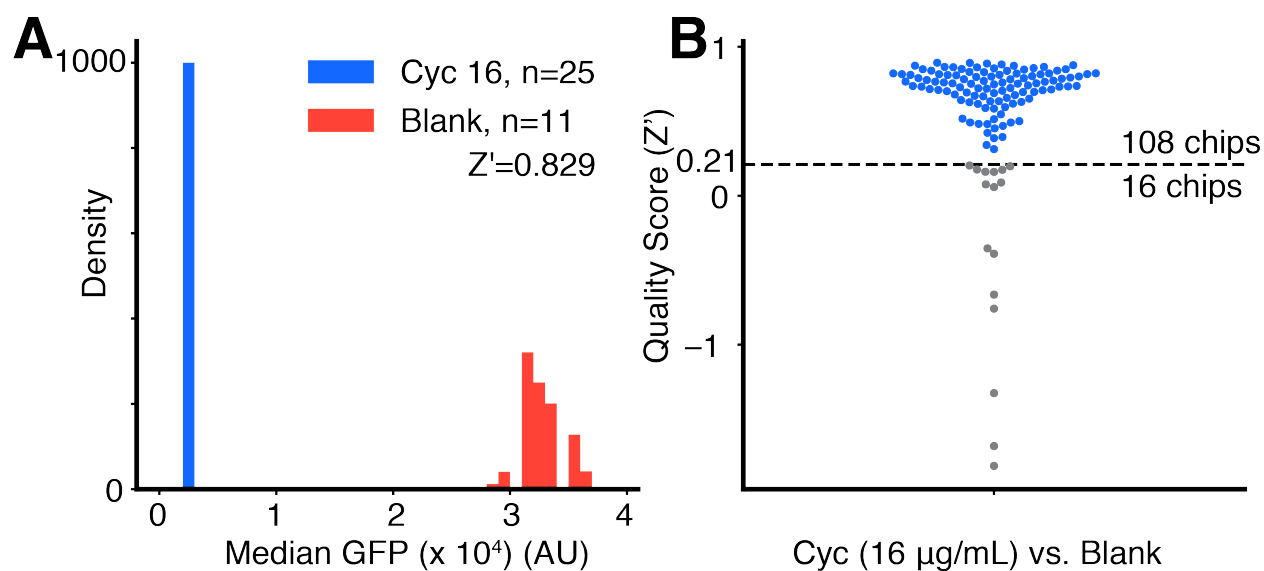 A
1000
Cyc 16, n=25
Blank, n=11
Z'=0.829
Density
0
0 1 2 3 4
Median GFP (x 10⁴) (AU)
B
1
0.21
0
−1
Quality Score (Z’)
108 chips
16 chips
Cyc (16 µg/mL) vs. Blank